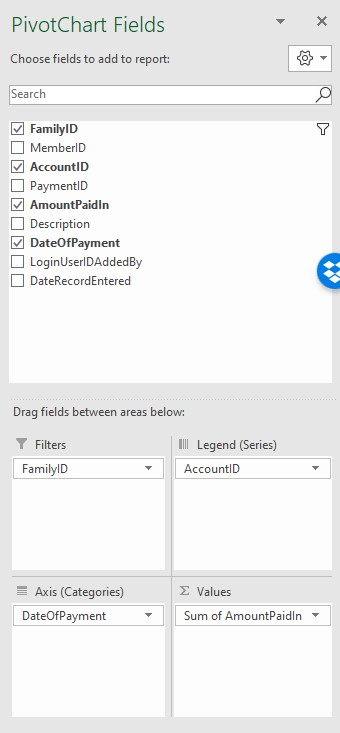 PivotChart Fields
Choose fields to add to report:
Search
FamilyID
MemberID
AccountID
PaymentID
AmountPaidIn
Description
DateOfPayment
LoginUserIDAddedBy
DateRecordEntered
Drag fields between areas below:
Filters
FamilyID
Legend (Series)
AccountID
Axis (Categories)
DateOfPayment
Σ Values
Sum of AmountPaidIn